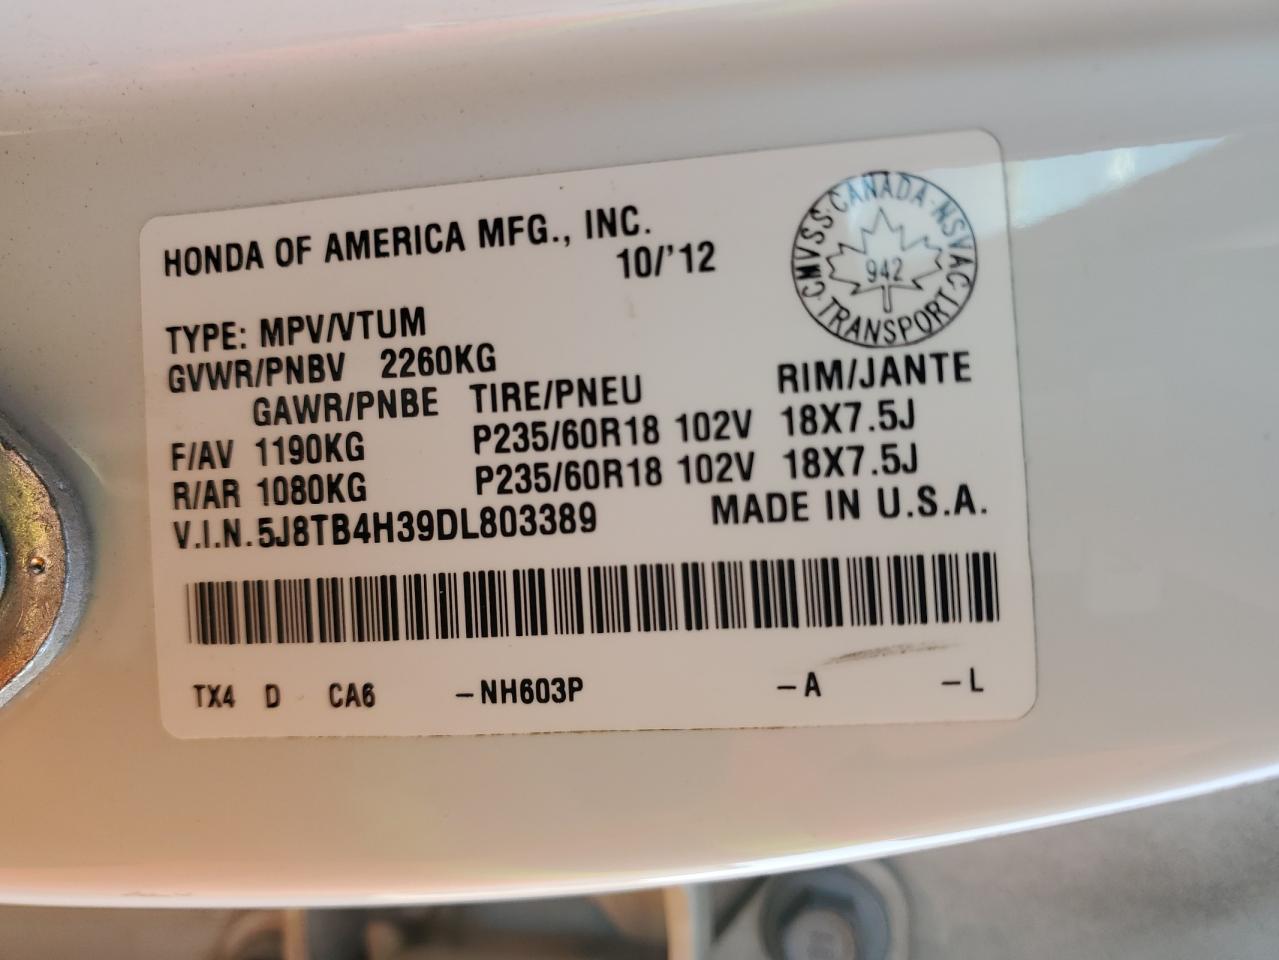 HONDA OF AMERICA MFG., INC.
10/'12
CMVSS CANADA NSVAC
942
TRANSPORT
TYPE: MPV/VTUM
GVWR/PNBV 2260KG
GAWR/PNBE TIRE/PNEU RIM/JANTE
F/AV 1190KG P235/60R18 102V 18X7.5J
R/AR 1080KG P235/60R18 102V 18X7.5J
V.I.N.5J8TB4H39DL803389 MADE IN U.S.A.
TX4 D CA6 -NH603P -A -L